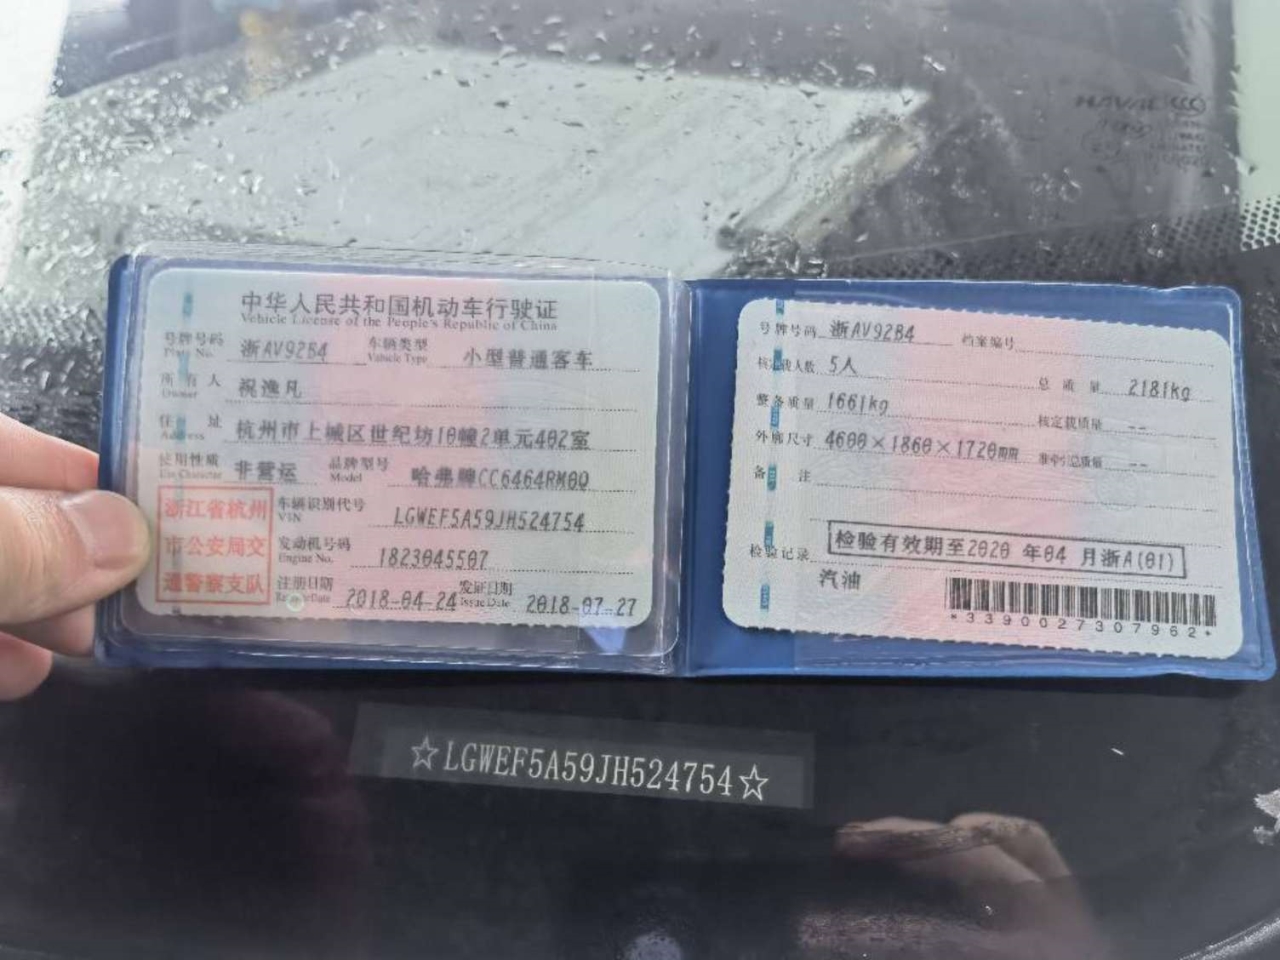 中华人民共和国机动车行驶证
Vehicle License of the People's Republic of China
号牌号码 浙AV92B4 车辆类型 小型普通客车
Plate No. Vehicle Type
所有人 祝逸凡
Owner
住址 杭州市上城区世纪坊10幢2单元402室
Address
使用性质 非营运 品牌型号 哈弗牌CC6464RM0Q
Use Character Model
浙江省杭州
市公安局交
通警察支队
车辆识别代号 LGWEF5A59JH524754
VIN
发动机号码 1823045507
Engine No.
注册日期 2018-04-24 发证日期 2018-07-27
Register Date Issue Date
号牌号码 浙AV92B4 档案编号
核定载人数 5人 总质量 2181kg
整备质量 1661kg 核定载质量 --
外廓尺寸 4600×1860×1720 准牵引总质量 --
备注
检验记录 检验有效期至2020 年04 月浙A(01)
汽油
*3390027307962*
☆LGWEF5A59JH524754☆
HAVAL CCC